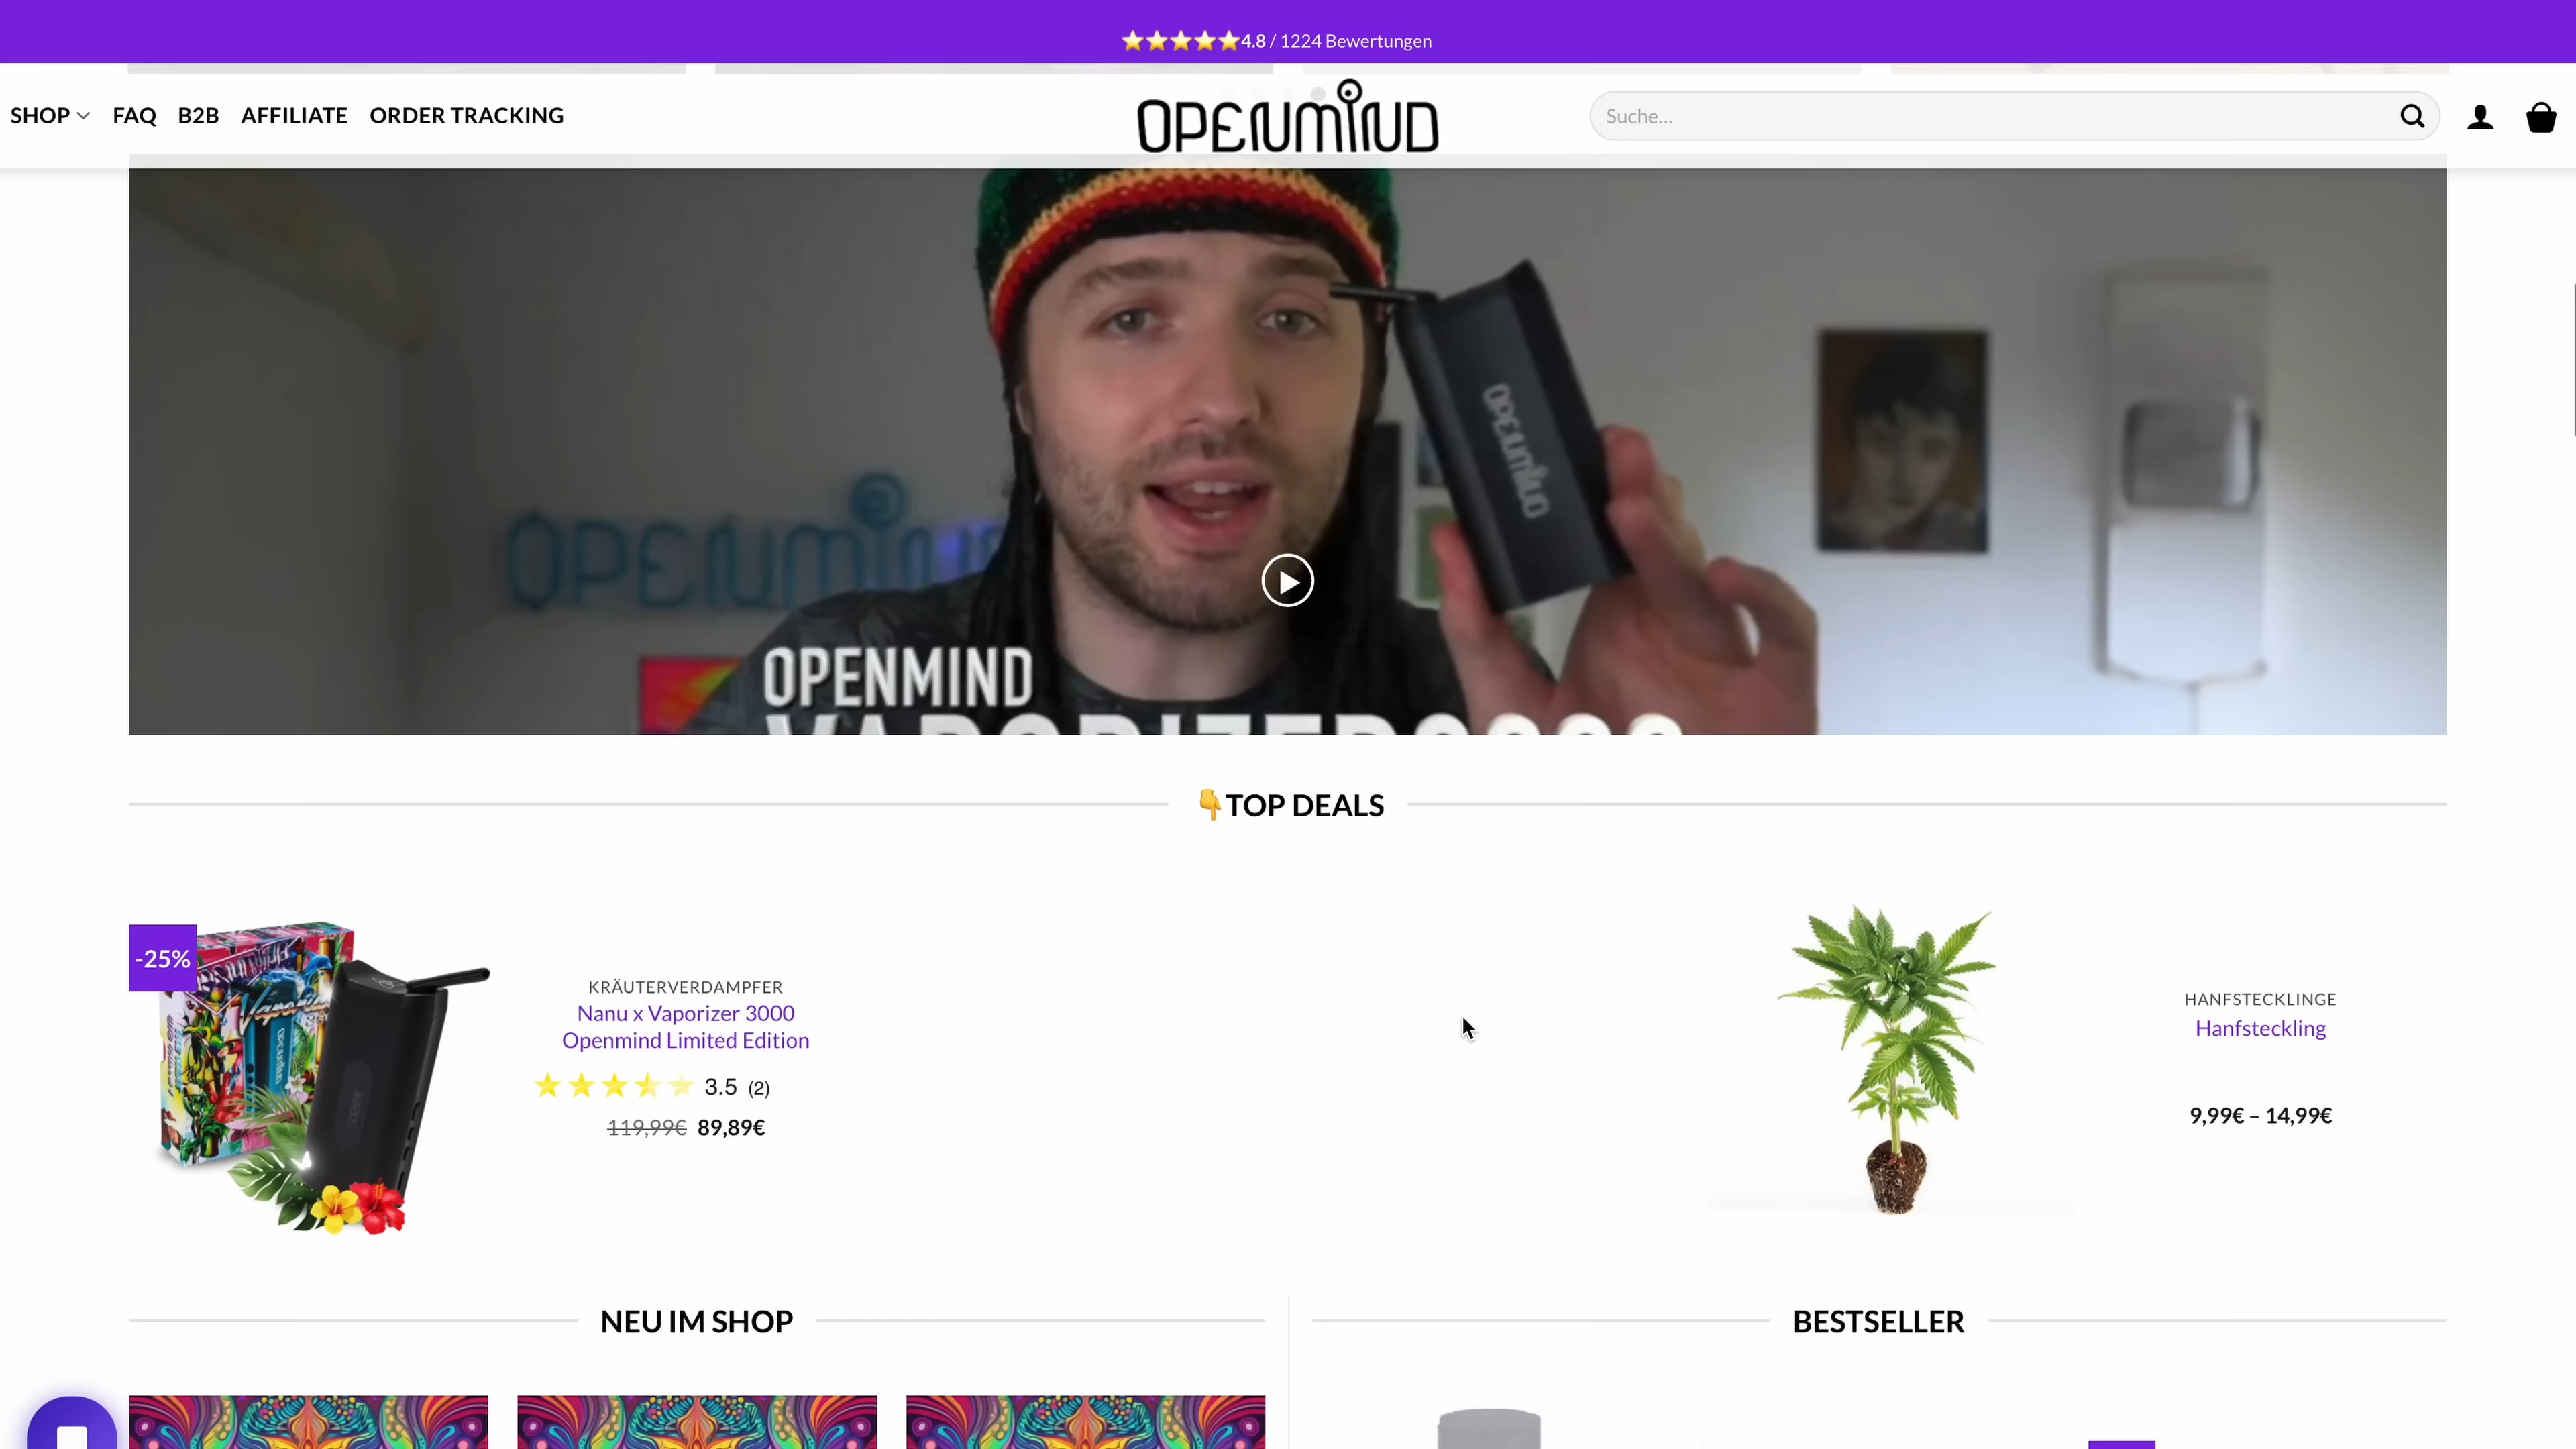 ⭐⭐⭐⭐⭐4.8 / 1224 Bewertungen
SHOP FAQ B2B AFFILIATE ORDER TRACKING
OPENMIND
Suche...
OPENMIND
OPENMIND
OPENMIND
👇TOP DEALS
-25%
KRÄUTERVERDAMPFER
Nanu x Vaporizer 3000
Openmind Limited Edition
3.5 (2)
119,99€ 89,89€
HANFSTECKLINGE
Hanfsteckling
9,99€ – 14,99€
NEU IM SHOP
BESTSELLER